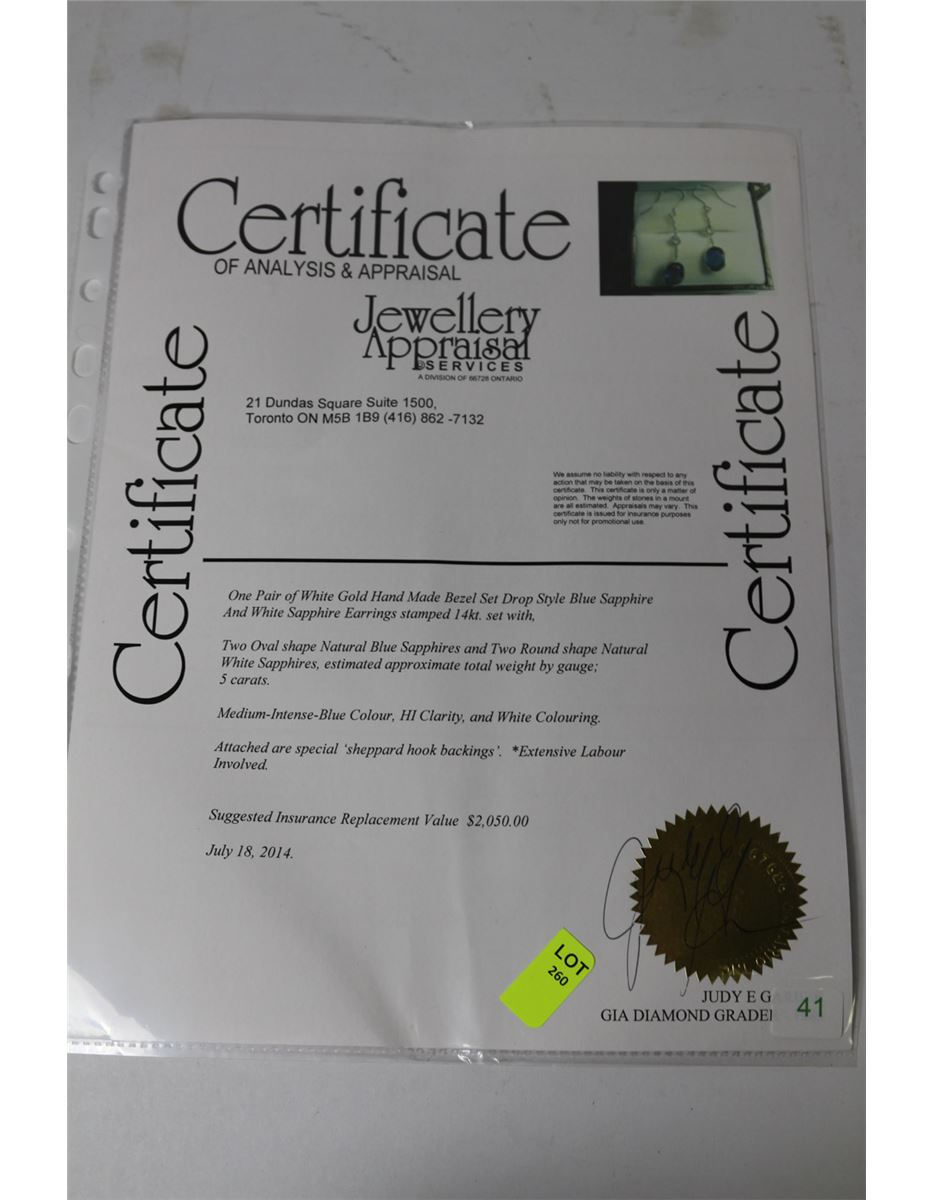 Certificate
OF ANALYSIS & APPRAISAL
Jewellery
Appraisal
SERVICES
A DIVISION OF 66728 ONTARIO
21 Dundas Square Suite 1500,
Toronto ON M5B 1B9 (416) 862 -7132
Certificate
Certificate
We assume no liability with respect to any
action that may be taken on the basis of this
certificate. This certificate is only a matter of
opinion. The weights of stones in a mount
are all estimated. Appraisals may vary. This
certificate is issued for insurance purposes
only not for promotional use.
One Pair of White Gold Hand Made Bezel Set Drop Style Blue Sapphire
And White Sapphire Earrings stamped 14kt. set with,
Two Oval shape Natural Blue Sapphires and Two Round shape Natural
White Sapphires, estimated approximate total weight by gauge;
5 carats.
Medium-Intense-Blue Colour, HI Clarity, and White Colouring.
Attached are special ‘sheppard hook backings’. *Extensive Labour
Involved.
Suggested Insurance Replacement Value $2,050.00
July 18, 2014.
LOT
260
JUDY E
GIA DIAMOND GRADER
41